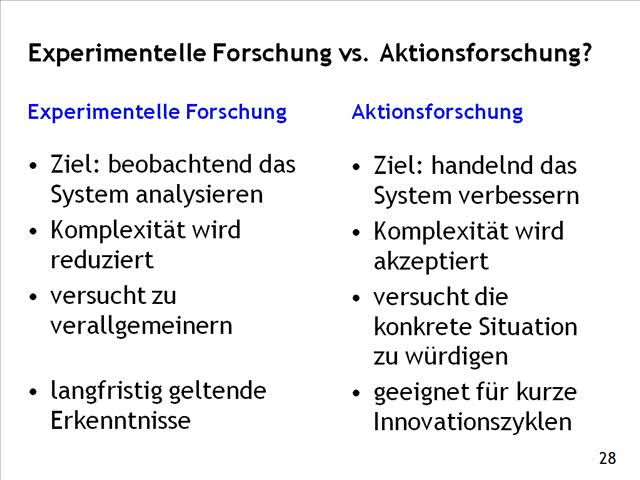 Experimentelle Forschung vs. Aktionsforschung?
Experimentelle Forschung
• Ziel: beobachtend das
System analysieren
• Komplexität wird
reduziert
• versucht zu
verallgemeinern
• langfristig geltende
Erkenntnisse
Aktionsforschung
• Ziel: handelnd das
System verbessern
• Komplexität wird
akzeptiert
• versucht die
konkrete Situation
zu würdigen
• geeignet für kurze
Innovationszyklen
28